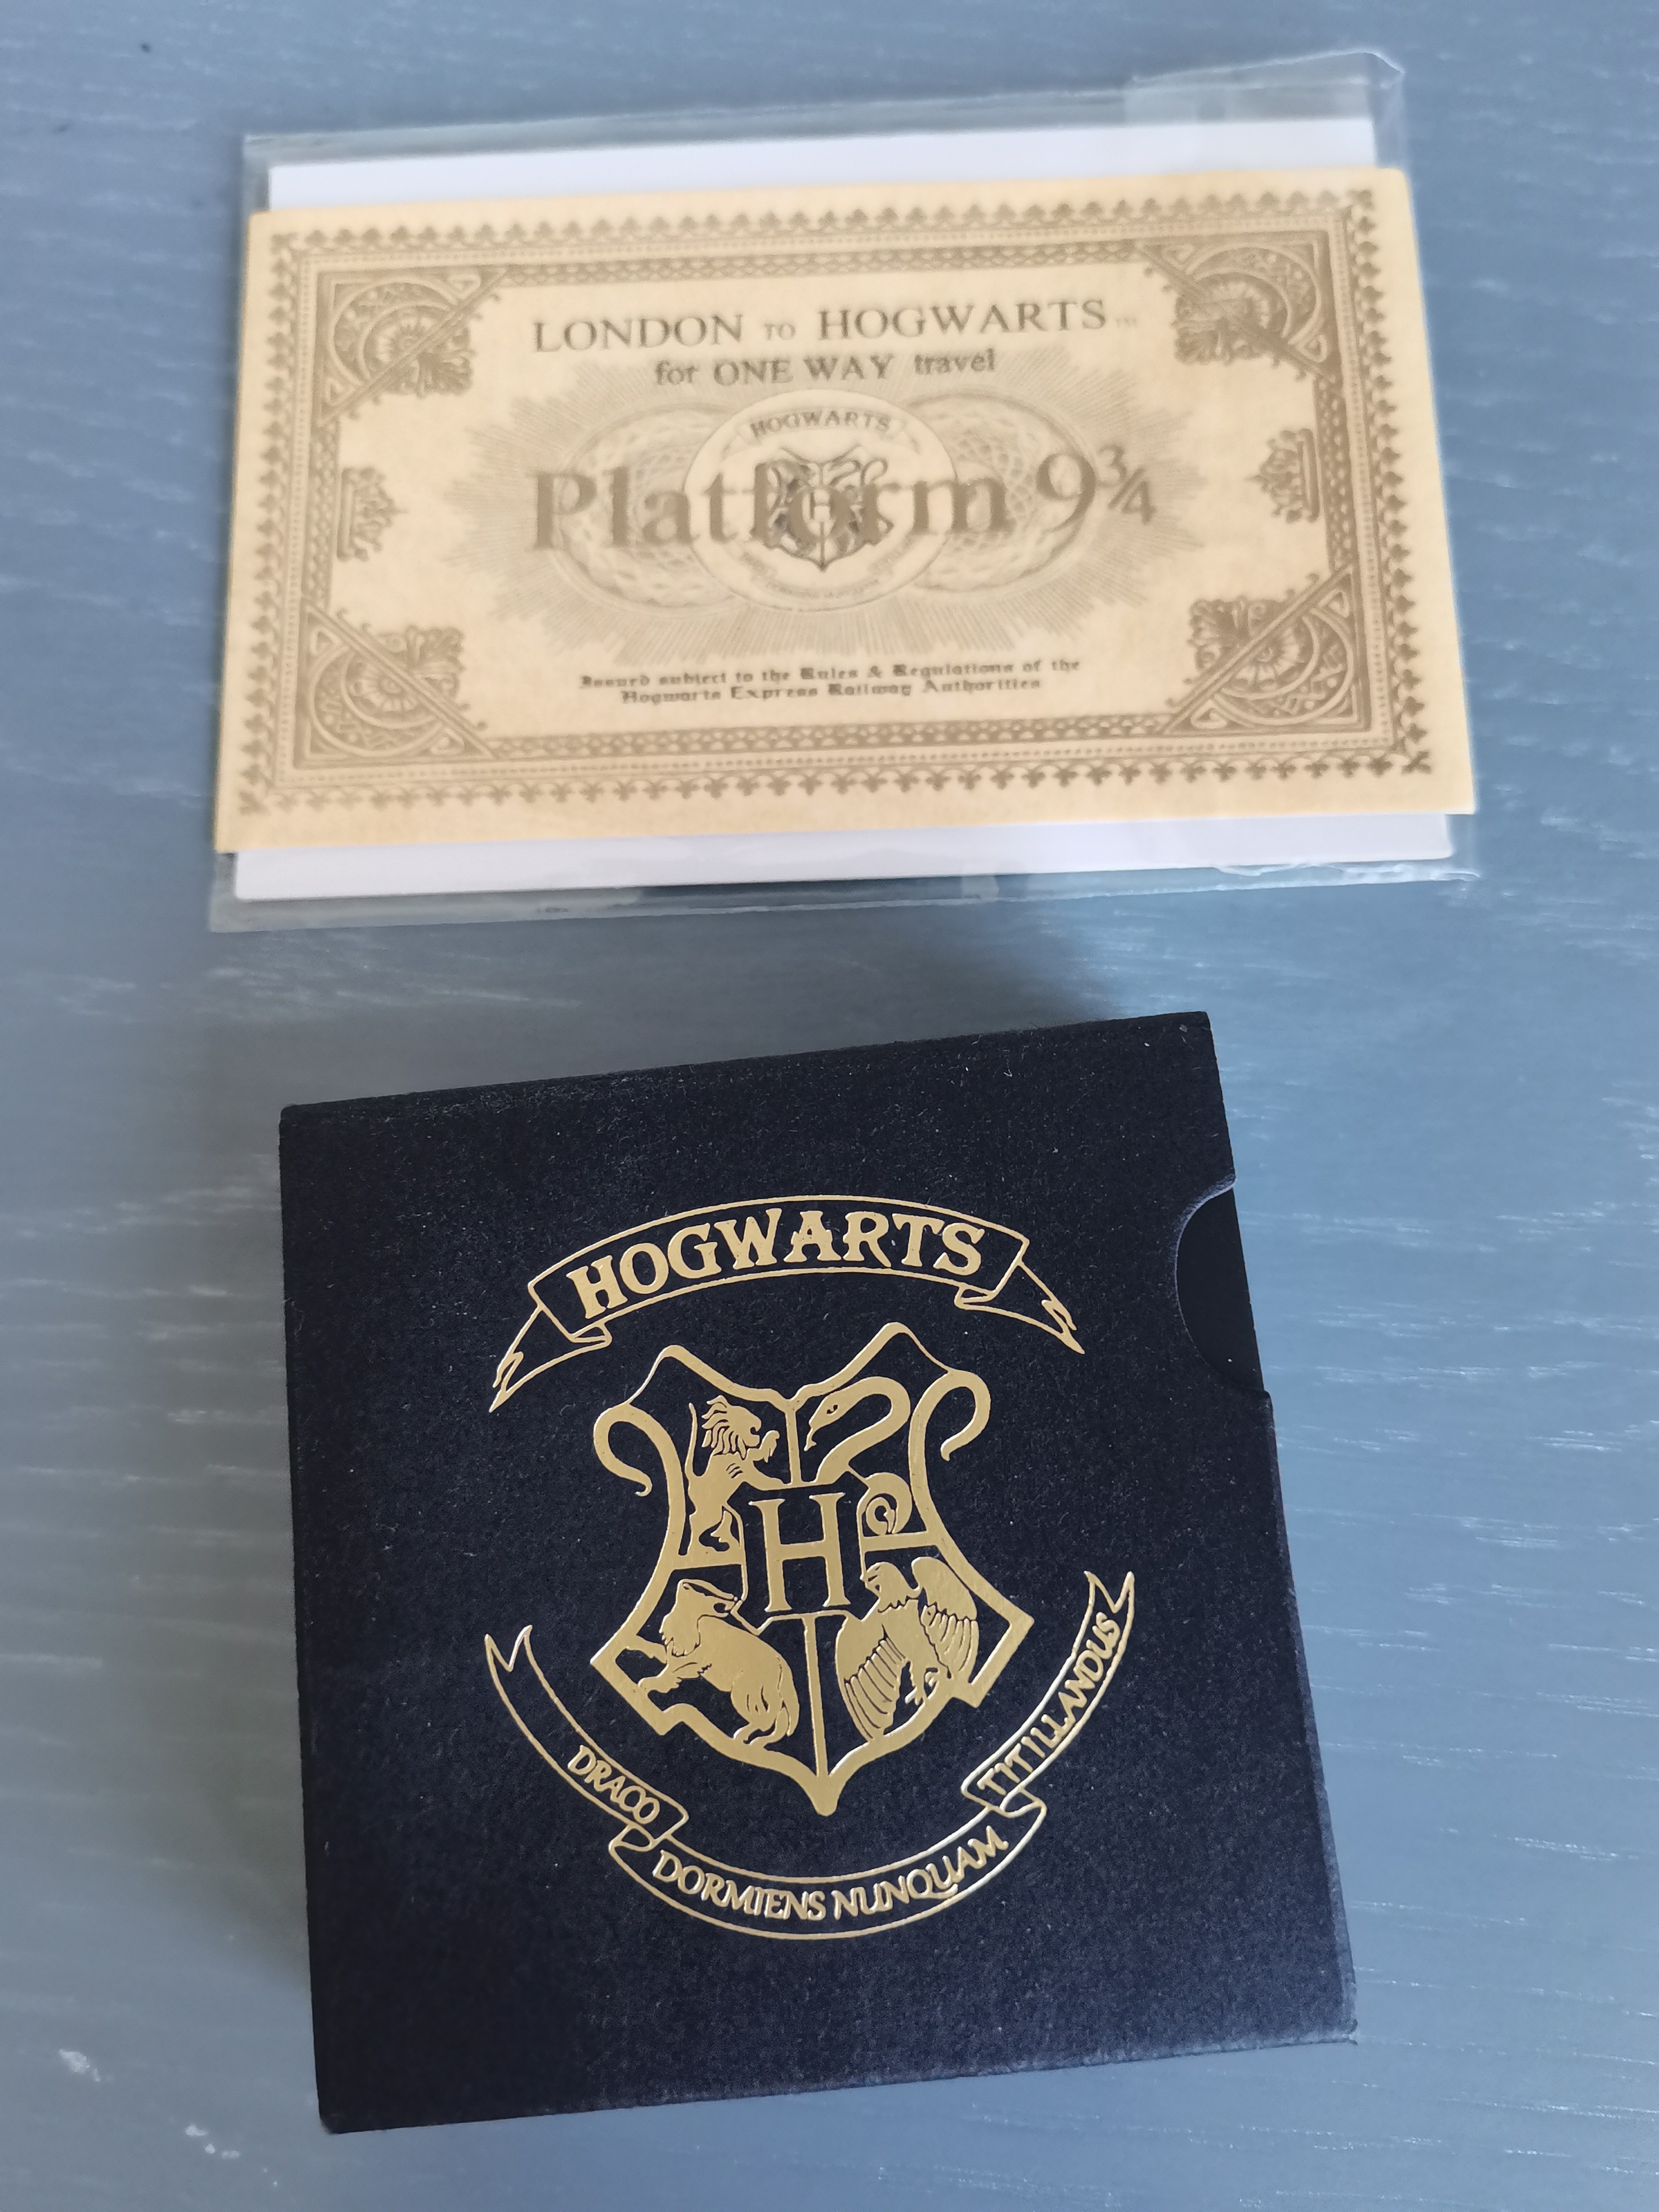 LONDON TO HOGWARTS™
for ONE WAY travel
HOGWARTS
Platform 9¾
Issued subject to the Rules & Regulations of the
Hogwarts Express Railway Authorities
HOGWARTS
H
DRACO
DORMIENS NUNQUAM
TITILLANDUS